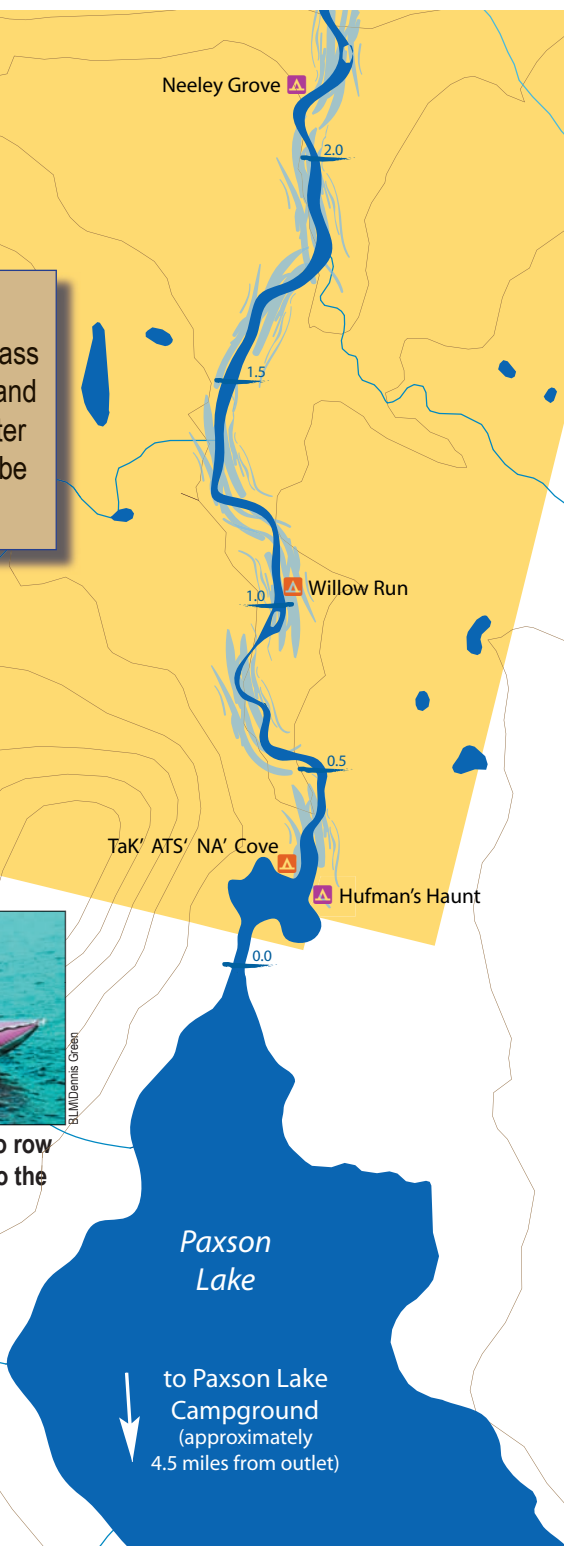 Neeley Grove
2.0
ass
and
ter
be
1.5
Willow Run
1.0
0.5
TaK' ATS' NA' Cove
Hufman's Haunt
0.0
BLM\Dennis Green
o row
o the
Paxson
Lake
to Paxson Lake
Campground
(approximately
4.5 miles from outlet)